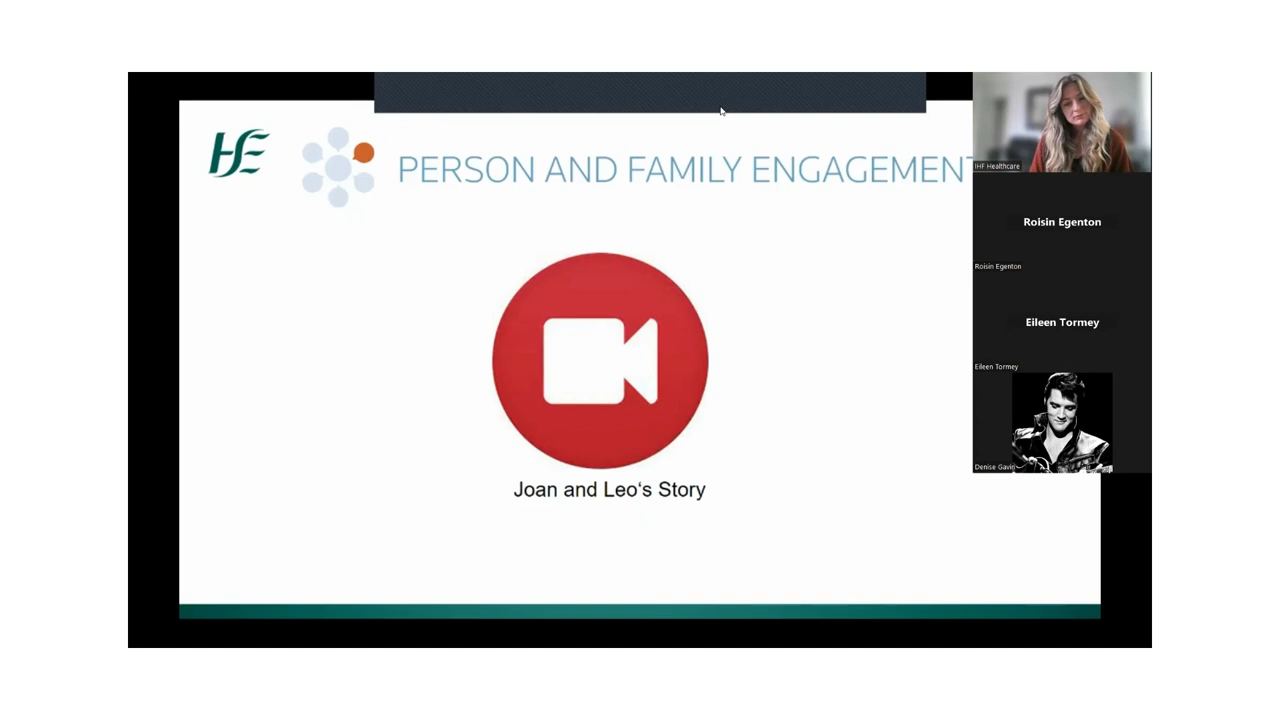 HSE
PERSON AND FAMILY ENGAGEMENT
Joan and Leo‘s Story
IHF Healthcare
Roisin Egenton
Roisin Egenton
Eileen Tormey
Eileen Tormey
Denise Gavin